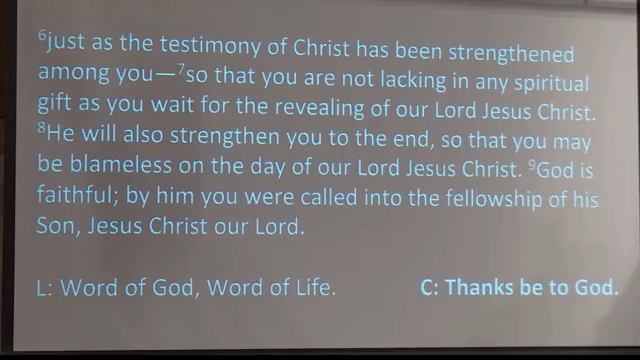 ⁶just as the testimony of Christ has been strengthened
among you—⁷so that you are not lacking in any spiritual
gift as you wait for the revealing of our Lord Jesus Christ.
⁸He will also strengthen you to the end, so that you may
be blameless on the day of our Lord Jesus Christ. ⁹God is
faithful; by him you were called into the fellowship of his
Son, Jesus Christ our Lord.
L: Word of God, Word of Life. C: Thanks be to God.